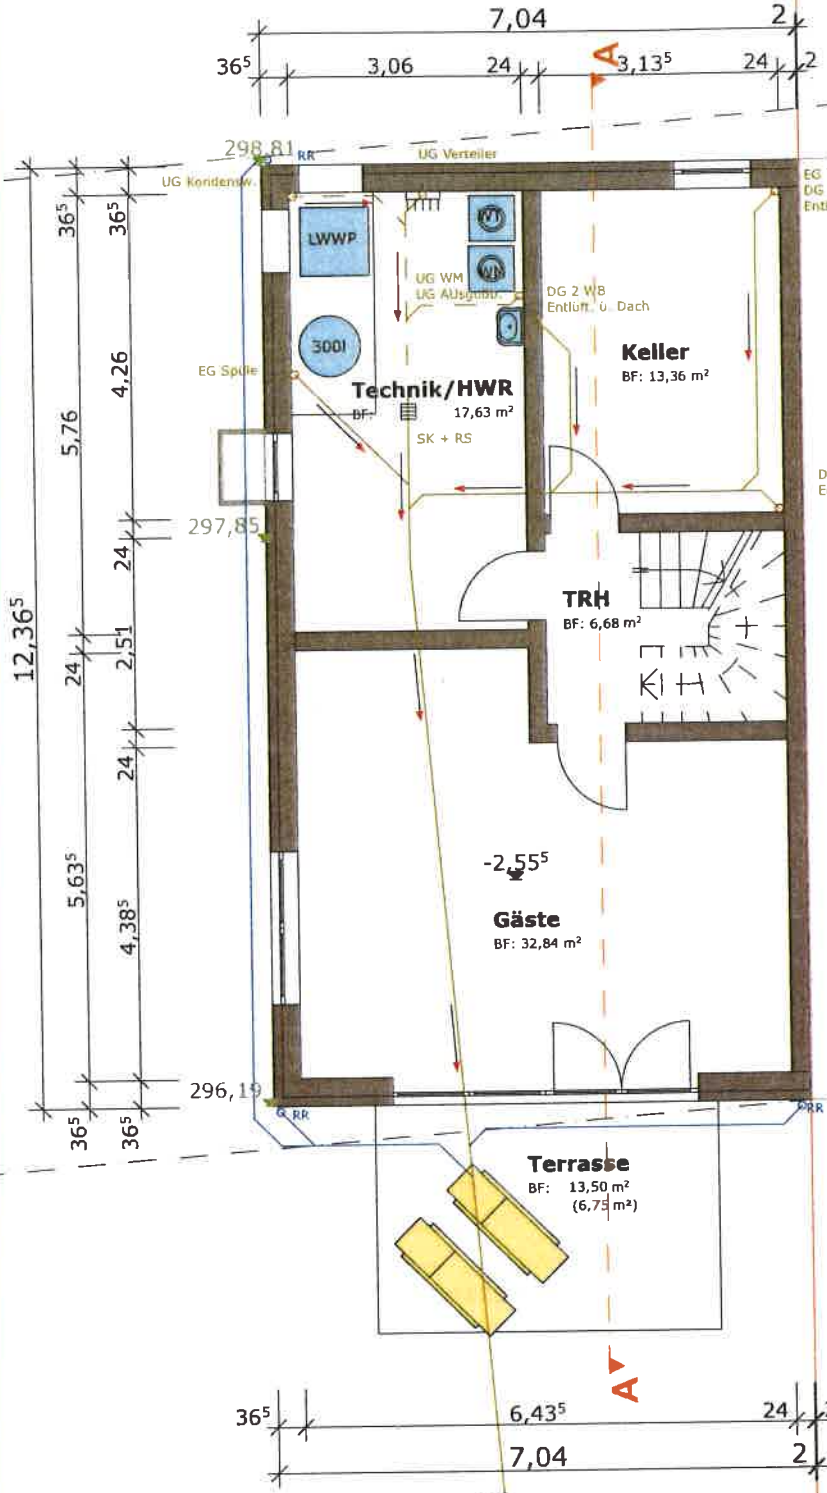 7,04
2
36⁵
3,06
24
A
3,13⁵
24
2
298,81
RR
UG Verteiler
UG Kondensw.
EG
DG
Entl
36⁵
36⁵
LWWP
WT
WM
UG WM
UG Ausgußb.
DG 2 WB
Entlüft. ü. Dach
300l
Keller
BF: 13,36 m²
EG Spüle
Technik/HWR
BF: 17,63 m²
SK + RS
4,26
5,76
D
E
297,85
24
12,36⁵
TRH
BF: 6,68 m²
2,51
24
24
-2,55⁵
5,63⁵
4,38⁵
Gäste
BF: 32,84 m²
296,19
36⁵
36⁵
RR
RR
Terrasse
BF: 13,50 m²
(6,75 m²)
A
36⁵
6,43⁵
24
7,04
2